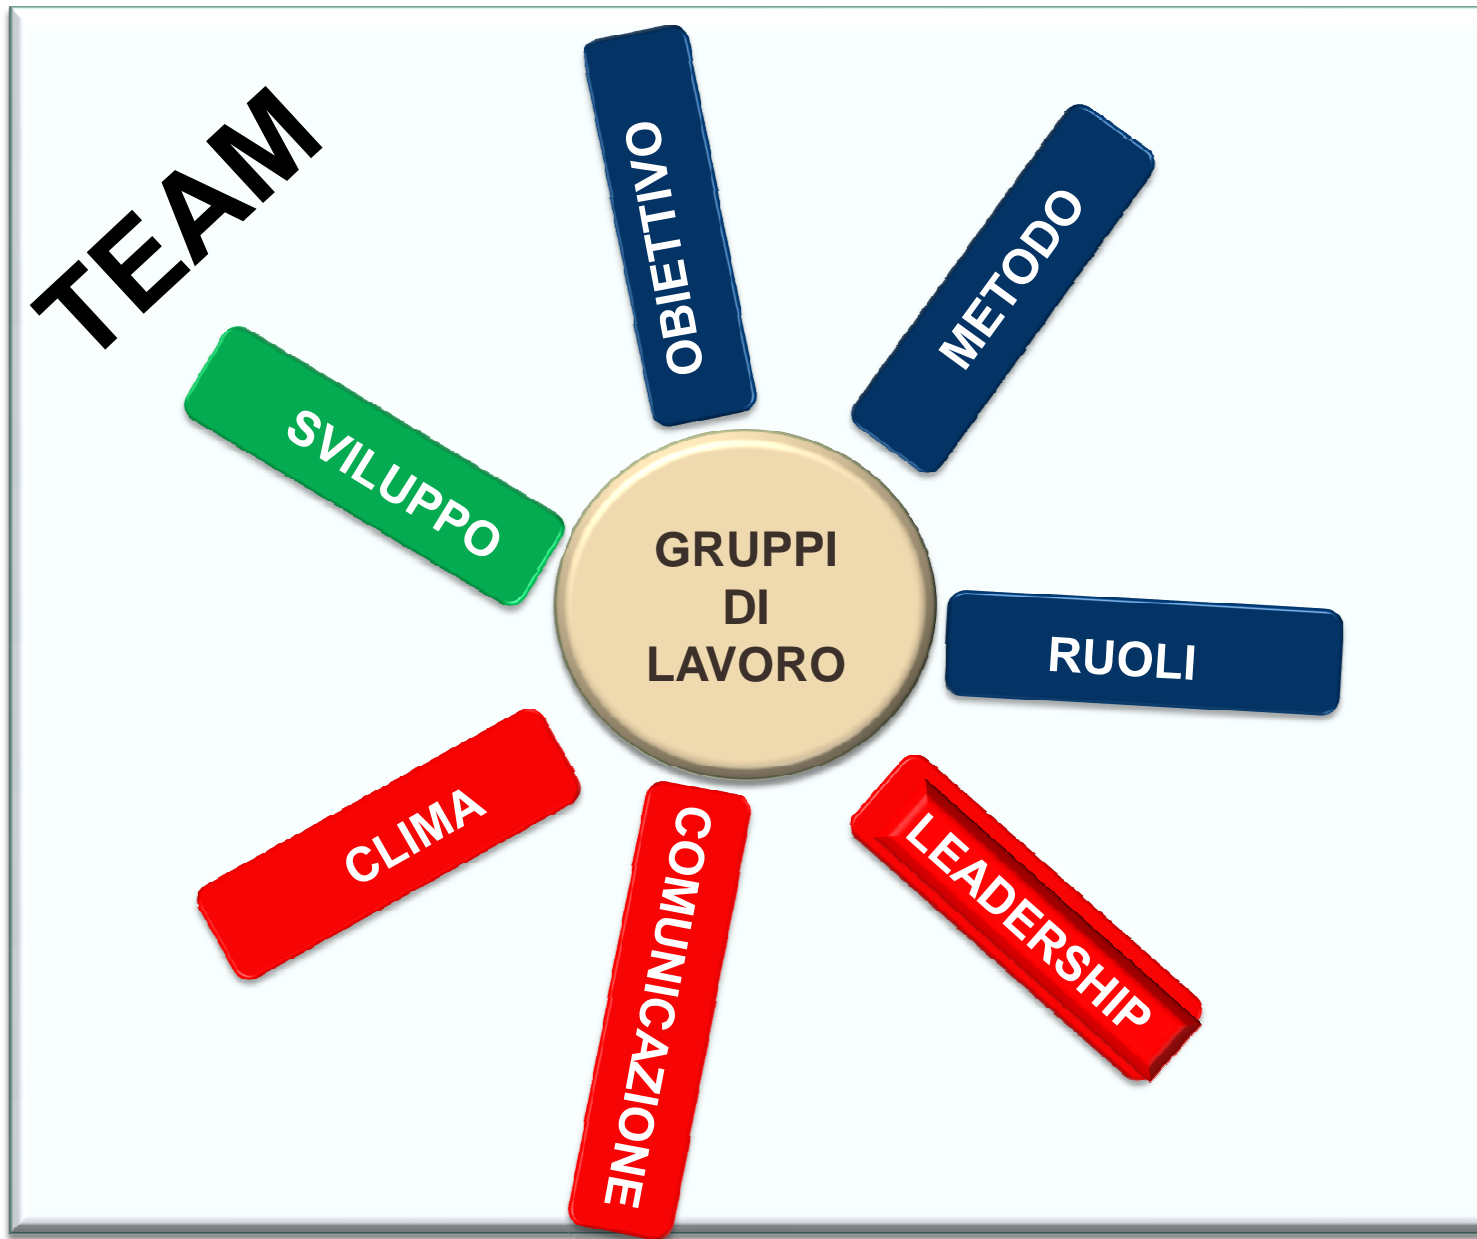 TEAM
OBIETTIVO
METODO
SVILUPPO
GRUPPI
DI
LAVORO
RUOLI
CLIMA
COMUNICAZIONE
LEADERSHIP